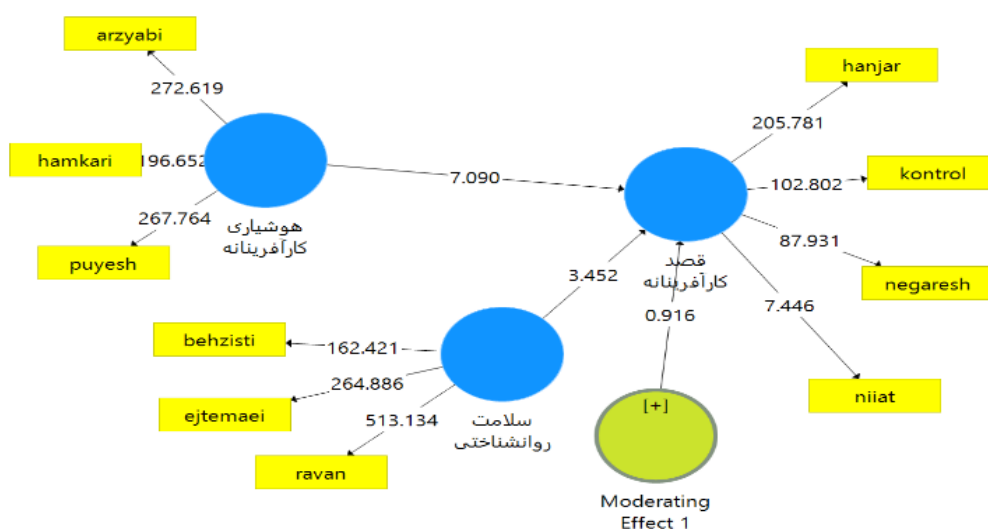 arzyabi
272.619
hamkari
196.652
267.764
puyesh
هوشیاری
کارآفرینانه
7.090
hanjar
205.781
kontrol
102.802
87.931
negaresh
7.446
niiat
قصد
کارآفرینانه
3.452
0.916
behzisti
162.421
264.886
ejtemaei
513.134
ravan
سلامت
روانشناختی
[+]
Moderating
Effect 1